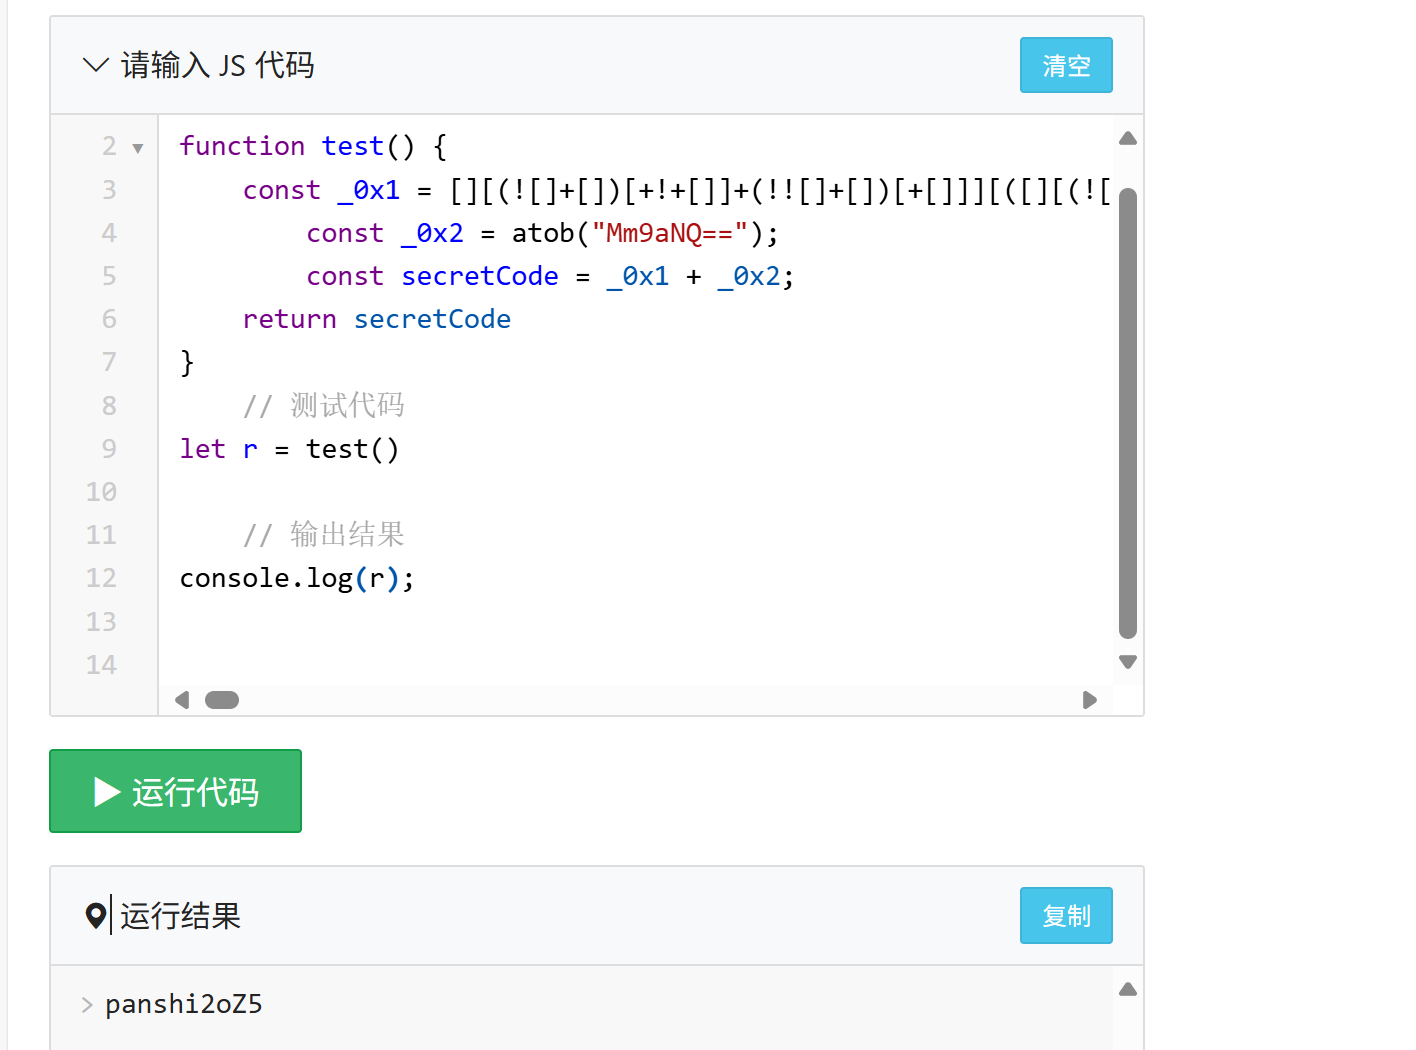 请输入 JS 代码
清空
2 function test() {
3 const _0x1 = [][(![]+[])[+!+[]]+(!![]+[])[+[]]][([][(![
4 const _0x2 = atob("Mm9aNQ==");
5 const secretCode = _0x1 + _0x2;
6 return secretCode
7 }
8 // 测试代码
9 let r = test()
10
11 // 输出结果
12 console.log(r);
13
14
运行代码
运行结果
复制
> panshi2oZ5